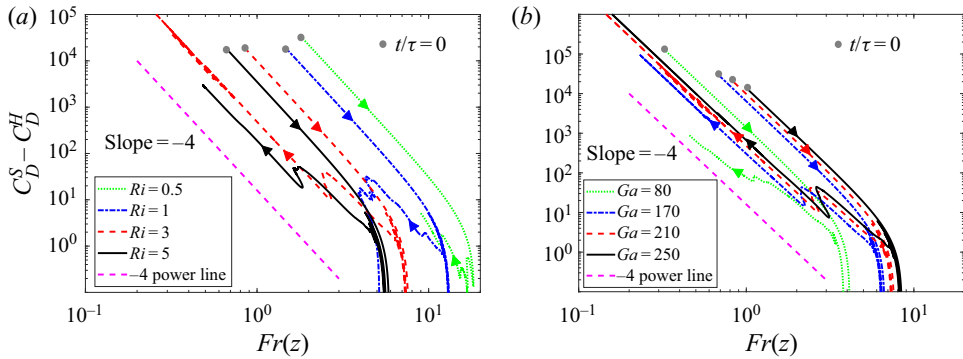 (a)
10^5
10^4
10^3
10^2
10^1
10^0
C_D^S – C_D^H
t/τ = 0
Slope = –4
Ri = 0.5
Ri = 1
Ri = 3
Ri = 5
–4 power line
10^–1
10^0
10^1
Fr(z)
(b)
10^6
10^5
10^4
10^3
10^2
10^1
10^0
t/τ = 0
Slope = –4
Ga = 80
Ga = 170
Ga = 210
Ga = 250
–4 power line
10^–1
10^0
10^1
Fr(z)